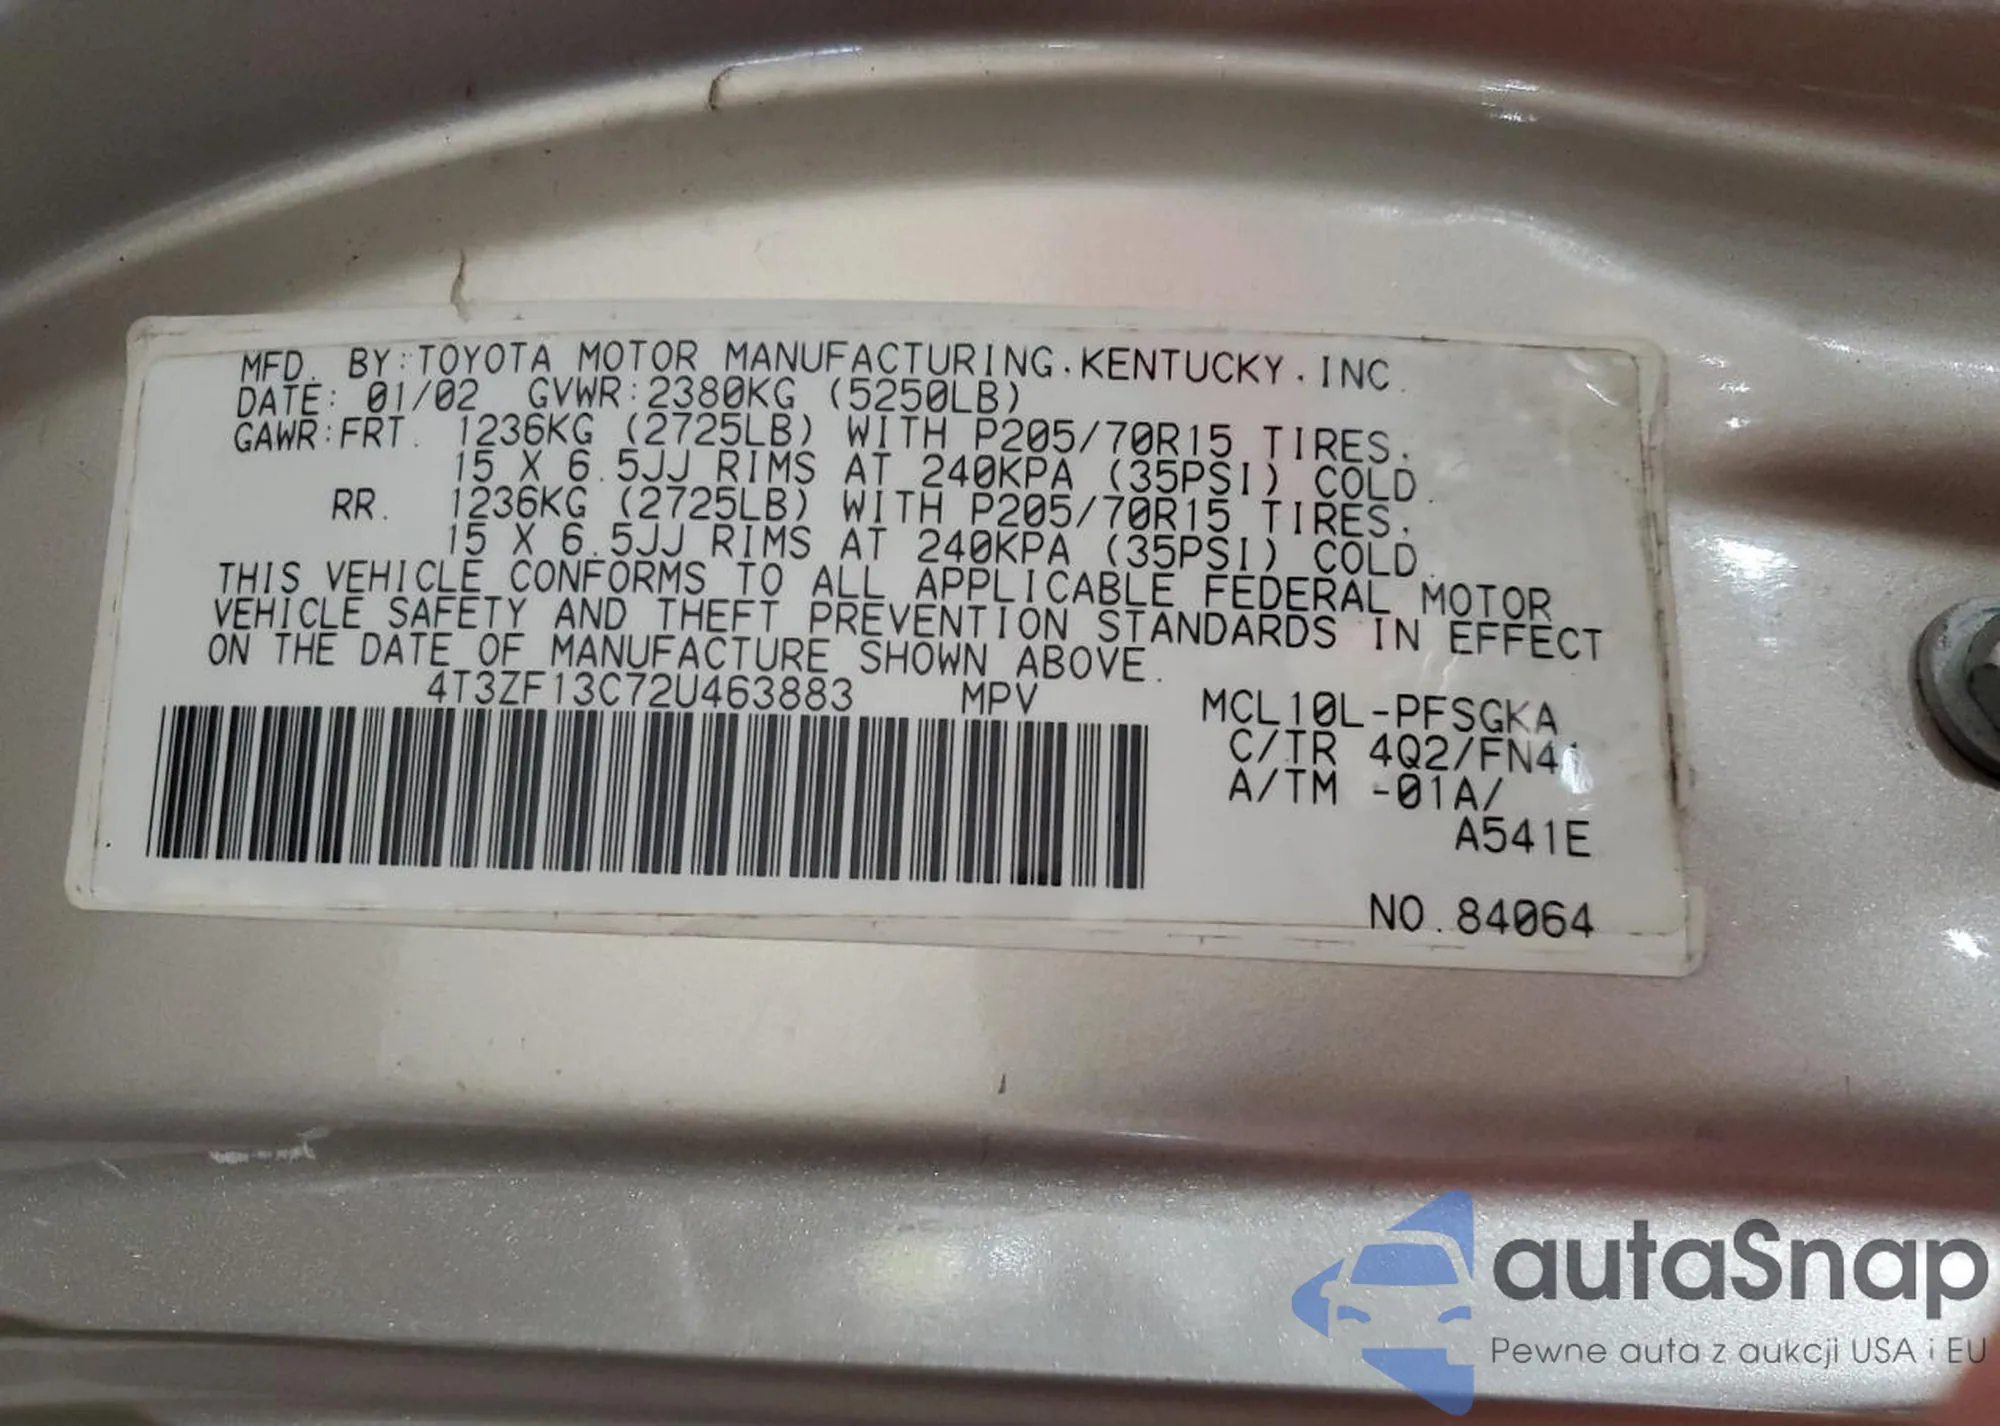 MFD. BY:TOYOTA MOTOR MANUFACTURING.KENTUCKY.INC.
DATE: 01/02 GVWR:2380KG (5250LB)
GAWR:FRT. 1236KG (2725LB) WITH P205/70R15 TIRES.
15 X 6.5JJ RIMS AT 240KPA (35PSI) COLD.
RR. 1236KG (2725LB) WITH P205/70R15 TIRES.
15 X 6.5JJ RIMS AT 240KPA (35PSI) COLD.
THIS VEHICLE CONFORMS TO ALL APPLICABLE FEDERAL MOTOR
VEHICLE SAFETY AND THEFT PREVENTION STANDARDS IN EFFECT
ON THE DATE OF MANUFACTURE SHOWN ABOVE.
4T3ZF13C72U463883 MPV
MCL10L-PFSGKA
C/TR 4Q2/FN41
A/TM -01A/
A541E
NO.84064
autaSnap
Pewne auta z aukcji USA i EU